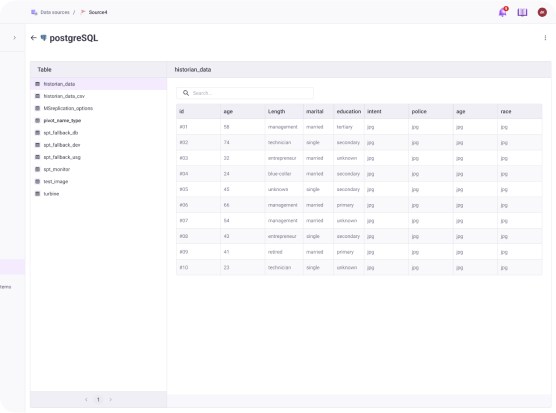 Data sources / Source4
postgreSQL
Table
historian_data
historian_data_csv
MSreplication_options
pivot_name_type
spt_fallback_db
spt_fallback_dev
spt_fallback_usg
spt_monitor
test_image
turbine
< 1 >
tems
historian_data
Search...
id age Length marital education intent police age race
#01 58 management married tertiary jpg jpg jpg jpg
#02 74 technician single secondary jpg jpg jpg jpg
#03 32 entrepreneur married unknown jpg jpg jpg jpg
#04 24 blue-collar married secondary jpg jpg jpg jpg
#05 45 unknown single secondary jpg jpg jpg jpg
#06 66 management married primary jpg jpg jpg jpg
#07 54 management married unknown jpg jpg jpg jpg
#08 43 entrepreneur single secondary jpg jpg jpg jpg
#09 41 retired married primary jpg jpg jpg jpg
#10 23 technician single unknown jpg jpg jpg jpg